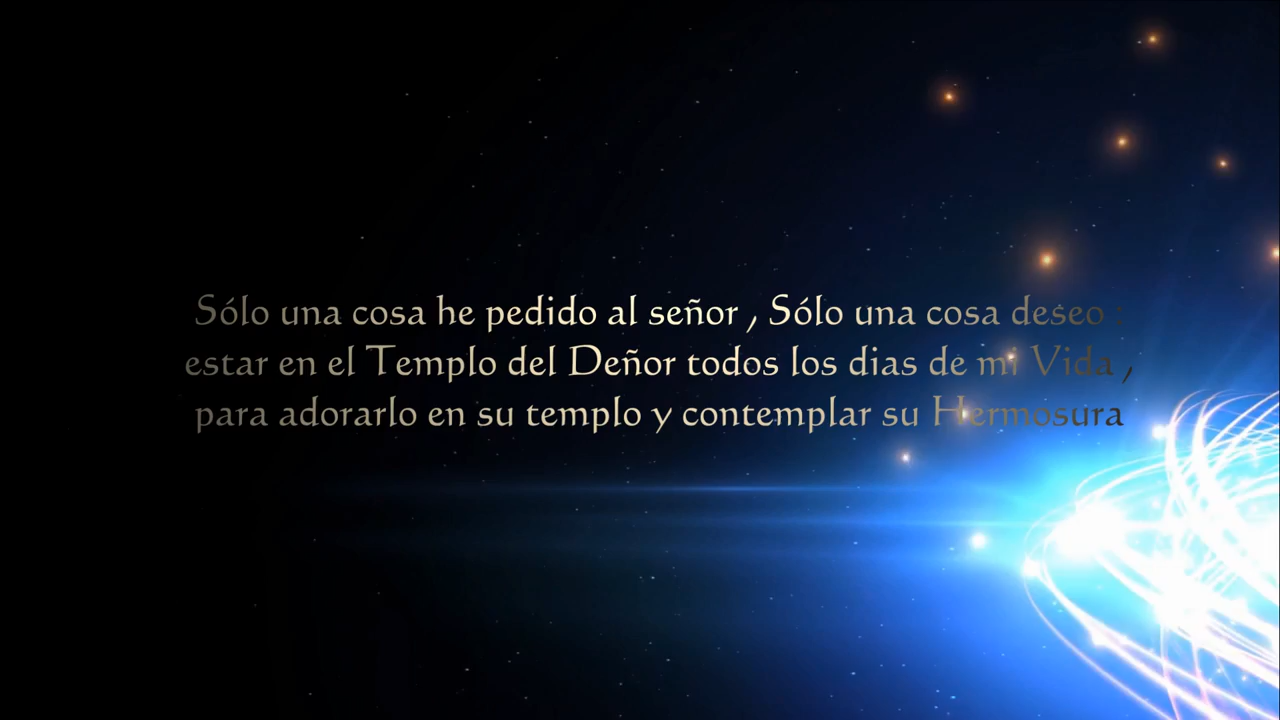 Sólo una cosa he pedido al señor , Sólo una cosa deseo :
estar en el Templo del Deñor todos los dias de mi Vida ,
para adorarlo en su templo y contemplar su Hermosura